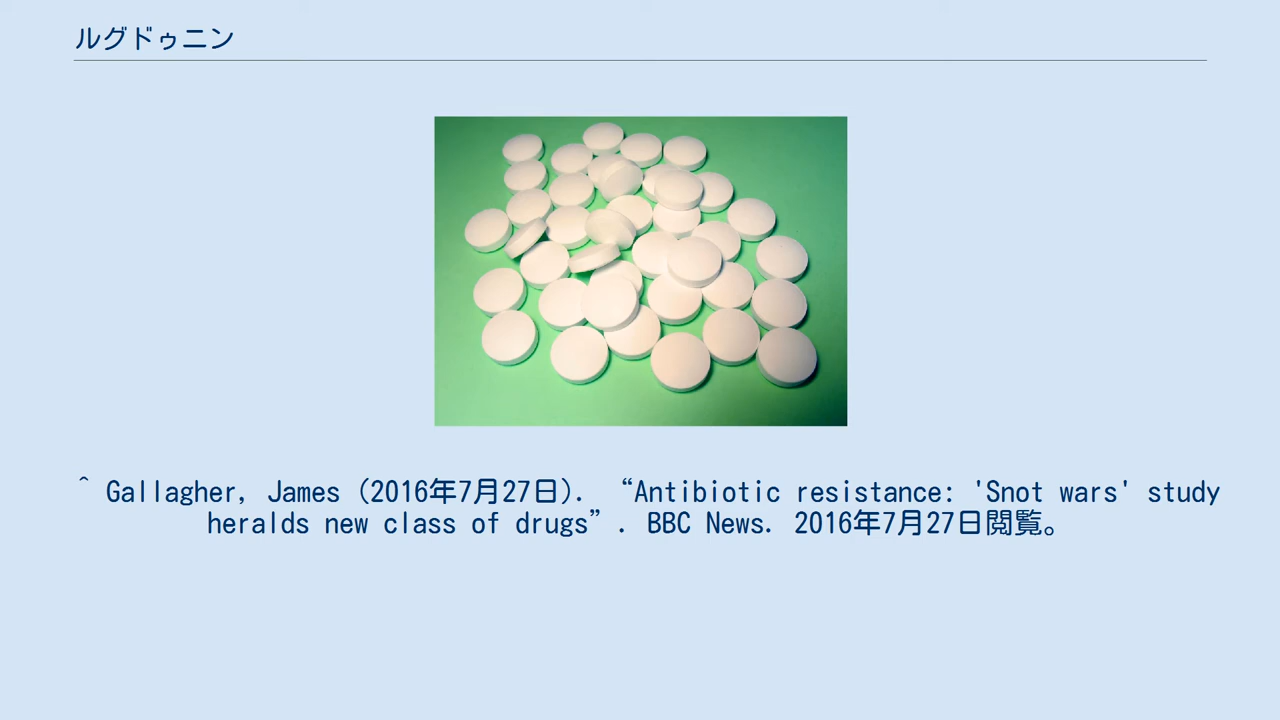 ルグドゥニン
^ Gallagher, James (2016年7月27日). “Antibiotic resistance: 'Snot wars' study
heralds new class of drugs”. BBC News. 2016年7月27日閲覧。